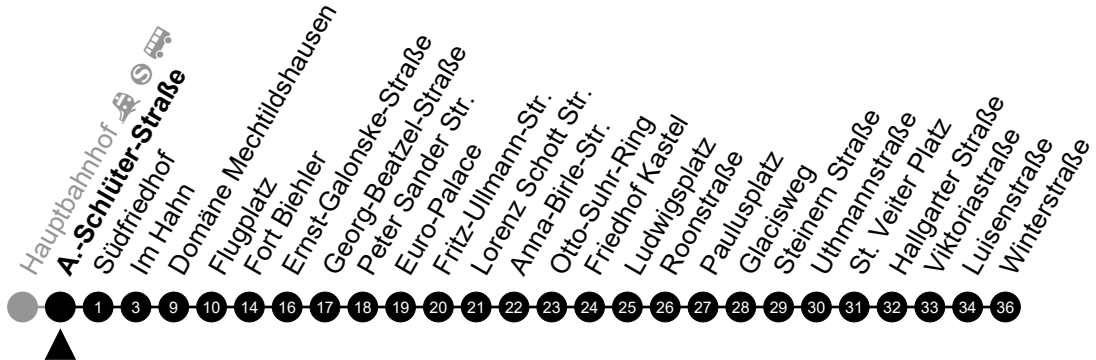 Hauptbahnhof S
A.-Schlüter-Straße
Südfriedhof
Im Hahn
Domäne Mechtildshausen
Flugplatz
Fort Biehler
Ernst-Galonske-Straße
Georg-Beatzel-Straße
Peter Sander Str.
Euro-Palace
Fritz-Ullmann-Str.
Lorenz Schott Str.
Anna-Birle-Str.
Otto-Suhr-Ring
Friedhof Kastel
Ludwigsplatz
Roonstraße
Paulusplatz
Glacisweg
Steinern Straße
Uthmannstraße
St. Veiter Platz
Hallgarter Straße
Viktoriastraße
Luisenstraße
Winterstraße
1 3 9 10 14 16 17 18 19 20 21 22 23 24 25 26 27 28 29 30 31 32 33 34 36